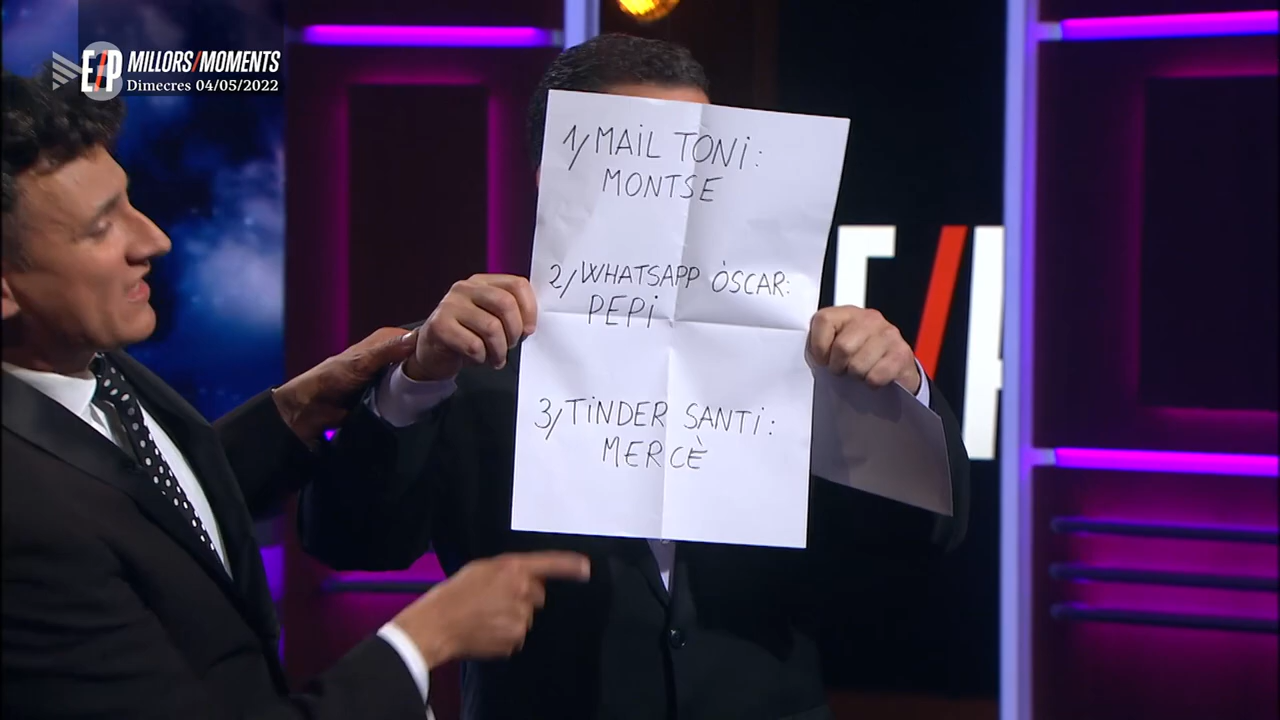 E/P MILLORS/MOMENTS
Dimecres 04/05/2022
1/ MAIL TONI:
MONTSE
2/ WHATSAPP ÒSCAR:
PEPI
3/ TINDER SANTI:
MERCÈ